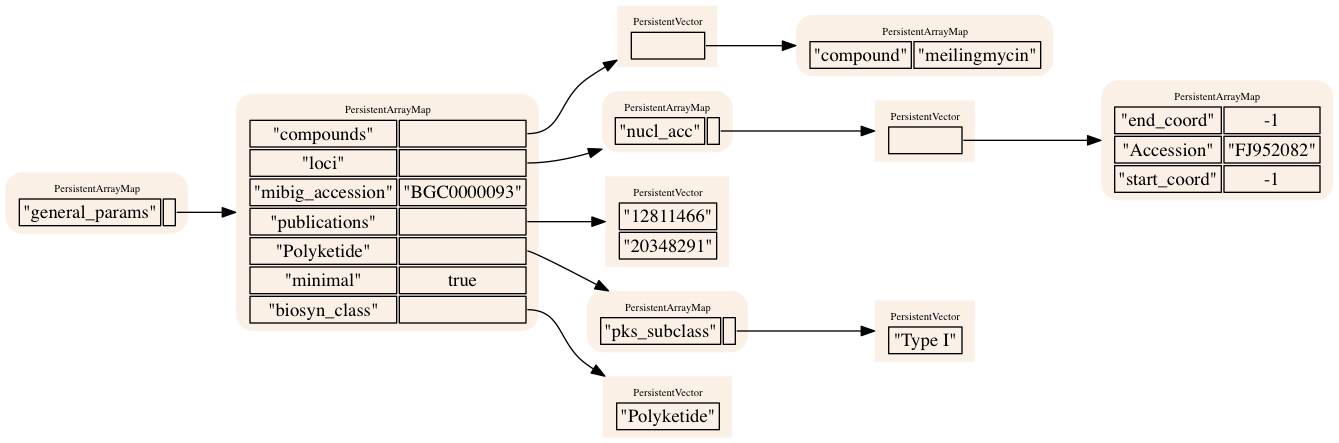 PersistentArrayMap
"general_params"
PersistentArrayMap
"compounds"
"loci"
"mibig_accession" "BGC0000093"
"publications"
"Polyketide"
"minimal" true
"biosyn_class"
PersistentVector
PersistentArrayMap
"compound" "meilingmycin"
PersistentArrayMap
"nucl_acc"
PersistentVector
PersistentArrayMap
"end_coord" -1
"Accession" "FJ952082"
"start_coord" -1
PersistentVector
"12811466"
"20348291"
PersistentArrayMap
"pks_subclass"
PersistentVector
"Type I"
PersistentVector
"Polyketide"